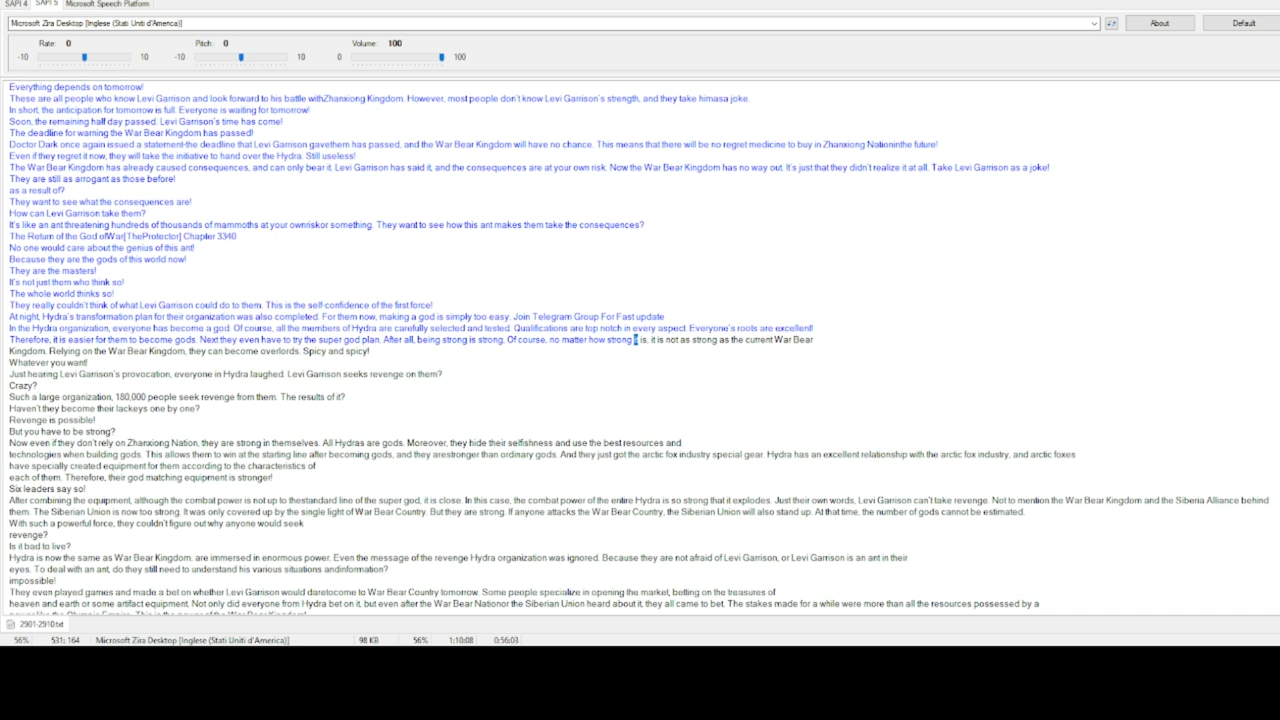 SAPI 4 SAPI 5 Microsoft Speech Platform
Microsoft Zira Desktop [Inglese (Stati Uniti d'America)] About Default
Rate: 0 Pitch: 0 Volume: 100
-10 10 -10 10 0 100
Everything depends on tomorrow!
These are all people who know Levi Garrison and look forward to his battle withZhanxiong Kingdom. However, most people don't know Levi Garrison's strength, and they take himasa joke.
In short, the anticipation for tomorrow is full. Everyone is waiting for tomorrow!
Soon, the remaining half day passed. Levi Garrison's time has come!
The deadline for warning the War Bear Kingdom has passed!
Doctor Dark once again issued a statement-the deadline that Levi Garrison gavethem has passed, and the War Bear Kingdom will have no chance. This means that there will be no regret medicine to buy in Zhanxiong Nationinthe future!
Even if they regret it now, they will take the initiative to hand over the Hydra. Still useless!
The War Bear Kingdom has already caused consequences, and can only bear it. Levi Garrison has said it, and the consequences are at your own risk. Now the War Bear Kingdom has no way out. It's just that they didn't realize it at all. Take Levi Garrison as a joke!
They are still as arrogant as those before!
as a result of?
They want to see what the consequences are!
How can Levi Garrison take them?
It's like an ant threatening hundreds of thousands of mammoths at your ownriskor something. They want to see how this ant makes them take the consequences?
The Return of the God ofWar[TheProtector] Chapter 3340
No one would care about the genius of this ant!
Because they are the gods of this world now!
They are the masters!
It's not just them who think so!
The whole world thinks so!
They really couldn't think of what Levi Garrison could do to them. This is the self-confidence of the first force!
At night, Hydra's transformation plan for their organization was also completed. For them now, making a god is simply too easy. Join Telegram Group For Fast update
In the Hydra organization, everyone has become a god. Of course, all the members of Hydra are carefully selected and tested. Qualifications are top notch in every aspect. Everyone's roots are excellent!
Therefore, it is easier for them to become gods. Next they even have to try the super god plan. After all, being strong is strong. Of course, no matter how strong it is, it is not as strong as the current War Bear
Kingdom. Relying on the War Bear Kingdom, they can become overlords. Spicy and spicy!
Whatever you want!
Just hearing Levi Garrison's provocation, everyone in Hydra laughed. Levi Garrison seeks revenge on them?
Crazy?
Such a large organization, 180,000 people seek revenge from them. The results of it?
Haven't they become their lackeys one by one?
Revenge is possible!
But you have to be strong?
Now even if they don't rely on Zhanxiong Nation, they are strong in themselves. All Hydras are gods. Moreover, they hide their selfishness and use the best resources and
technologies when building gods. This allows them to win at the starting line after becoming gods, and they arestronger than ordinary gods. And they just got the arctic fox industry special gear. Hydra has an excellent relationship with the arctic fox industry, and arctic foxes
have specially created equipment for them according to the characteristics of
each of them. Therefore, their god matching equipment is stronger!
Six leaders say so!
After combining the equipment, although the combat power is not up to thestandard line of the super god, it is close. In this case, the combat power of the entire Hydra is so strong that it explodes. Just their own words, Levi Garrison can't take revenge. Not to mention the War Bear Kingdom and the Siberia Alliance behind
them. The Siberian Union is now too strong. It was only covered up by the single light of War Bear Country. But they are strong. If anyone attacks the War Bear Country, the Siberian Union will also stand up. At that time, the number of gods cannot be estimated.
With such a powerful force, they couldn't figure out why anyone would seek
revenge?
Is it bad to live?
Hydra is now the same as War Bear Kingdom, are immersed in enormous power. Even the message of the revenge Hydra organization was ignored. Because they are not afraid of Levi Garrison, or Levi Garrison is an ant in their
eyes. To deal with an ant, do they still need to understand his various situations andinformation?
impossible!
They even played games and made a bet on whether Levi Garrison would daretocome to War Bear Country tomorrow. Some people specialize in opening the market, betting on the treasures of
heaven and earth or some artifact equipment. Not only did everyone from Hydra bet on it, but even after the War Bear Nationor the Siberian Union heard about it, they all came to bet. The stakes made for a while were more than all the resources possessed by a
2901-2910.txt
56% 531: 164 Microsoft Zira Desktop [Inglese (Stati Uniti d'America)] 98 KB 56% 1:10:08 0:56:03